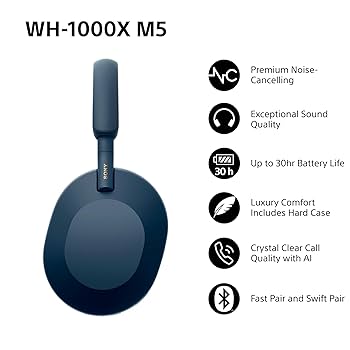 WH-1000X M5
SONY
NC
Premium Noise-
Cancelling
Exceptional Sound
Quality
30 h
Up to 30hr Battery Life
Luxury Comfort
Includes Hard Case
Crystal Clear Call
Quality with AI
Fast Pair and Swift Pair